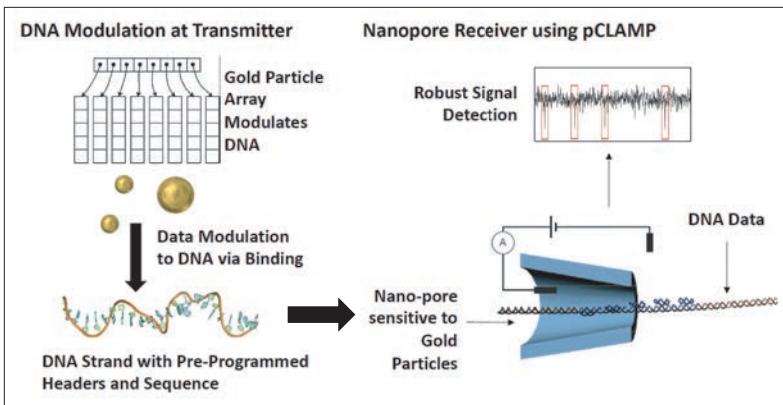 DNA Modulation at Transmitter
Gold Particle
Array
Modulates
DNA
Data Modulation
to DNA via Binding
DNA Strand with Pre-Programmed
Headers and Sequence
Nanopore Receiver using pCLAMP
Robust Signal
Detection
A
DNA Data
Nano-pore
sensitive to
Gold
Particles